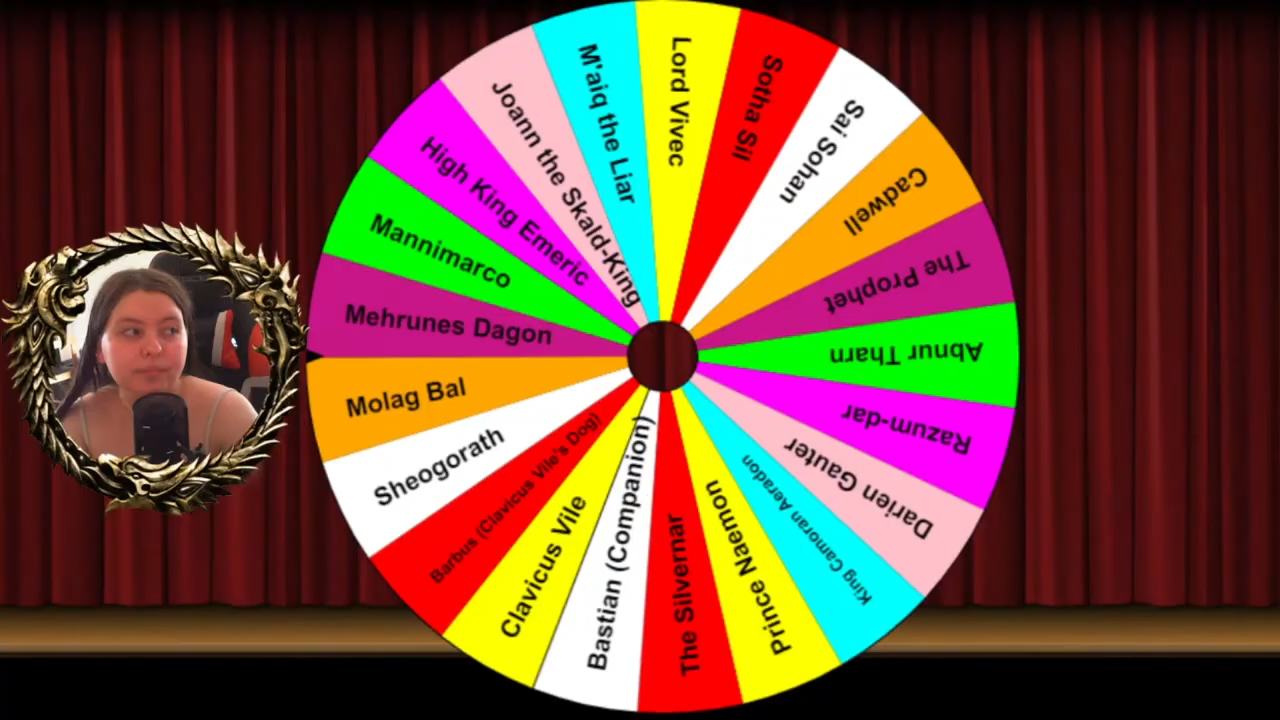 Lord Vivec
Sotha Sil
Sai Sohan
Cadwell
The Prophet
Abnur Tharn
Razum-dar
Darien Gauter
King Camoran Aeradon
Prince Naemon
The Silvernar
Bastian (Companion)
Clavicus Vile
Barbus (Clavicus Vile's Dog)
Sheogorath
Molag Bal
Mehrunes Dagon
Mannimarco
High King Emeric
Joann the Skald-King
M'aiq the Liar